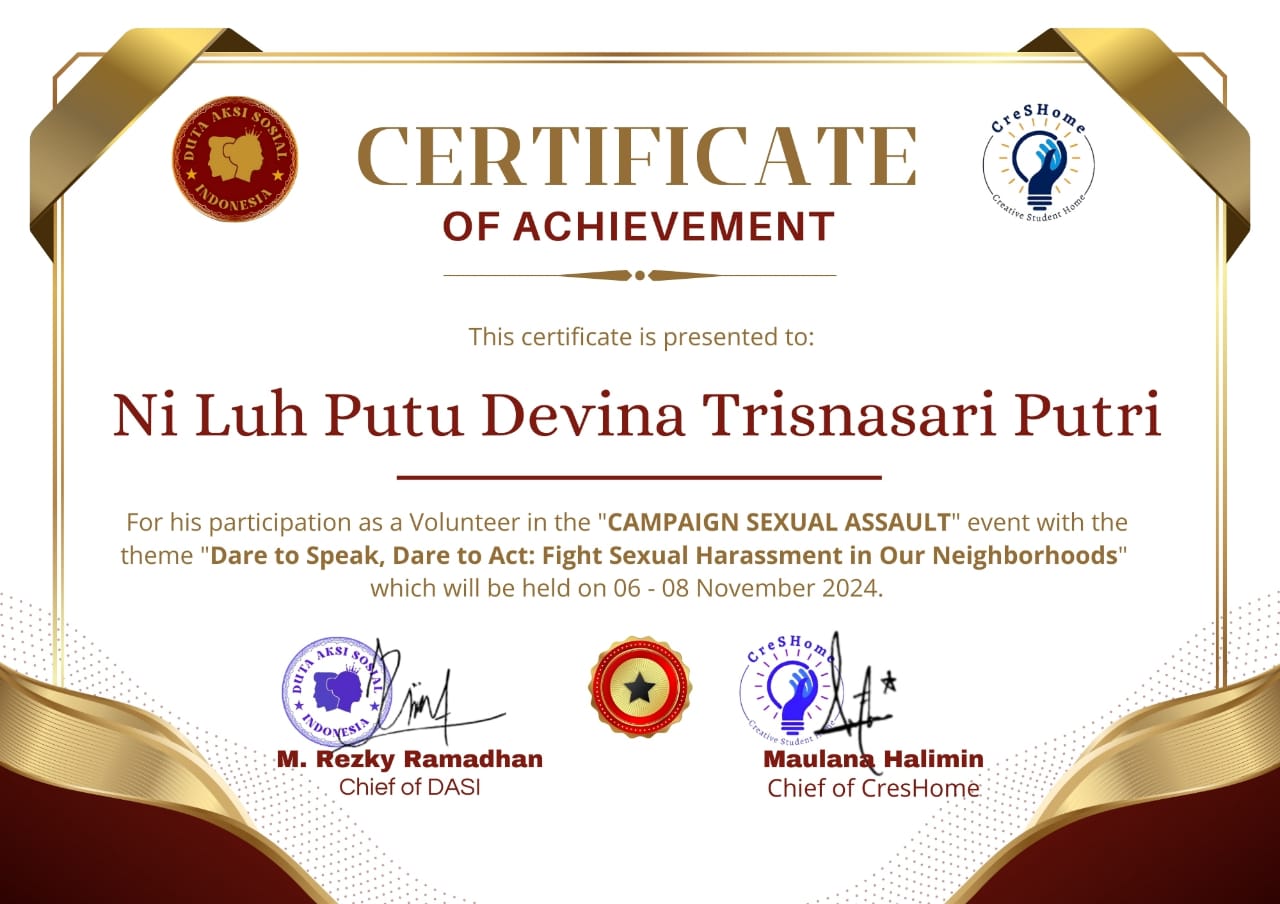 DUTA AKSI SOSIAL
INDONESIA
CERTIFICATE
OF ACHIEVEMENT
CreSHome
Creative Student Home
This certificate is presented to:
Ni Luh Putu Devina Trisnasari Putri
For his participation as a Volunteer in the "CAMPAIGN SEXUAL ASSAULT" event with the
theme "Dare to Speak, Dare to Act: Fight Sexual Harassment in Our Neighborhoods"
which will be held on 06 - 08 November 2024.
DUTA AKSI SOSIAL
INDONESIA
CreSHome
Creative Student Home
M. Rezky Ramadhan
Chief of DASI
Maulana Halimin
Chief of CresHome